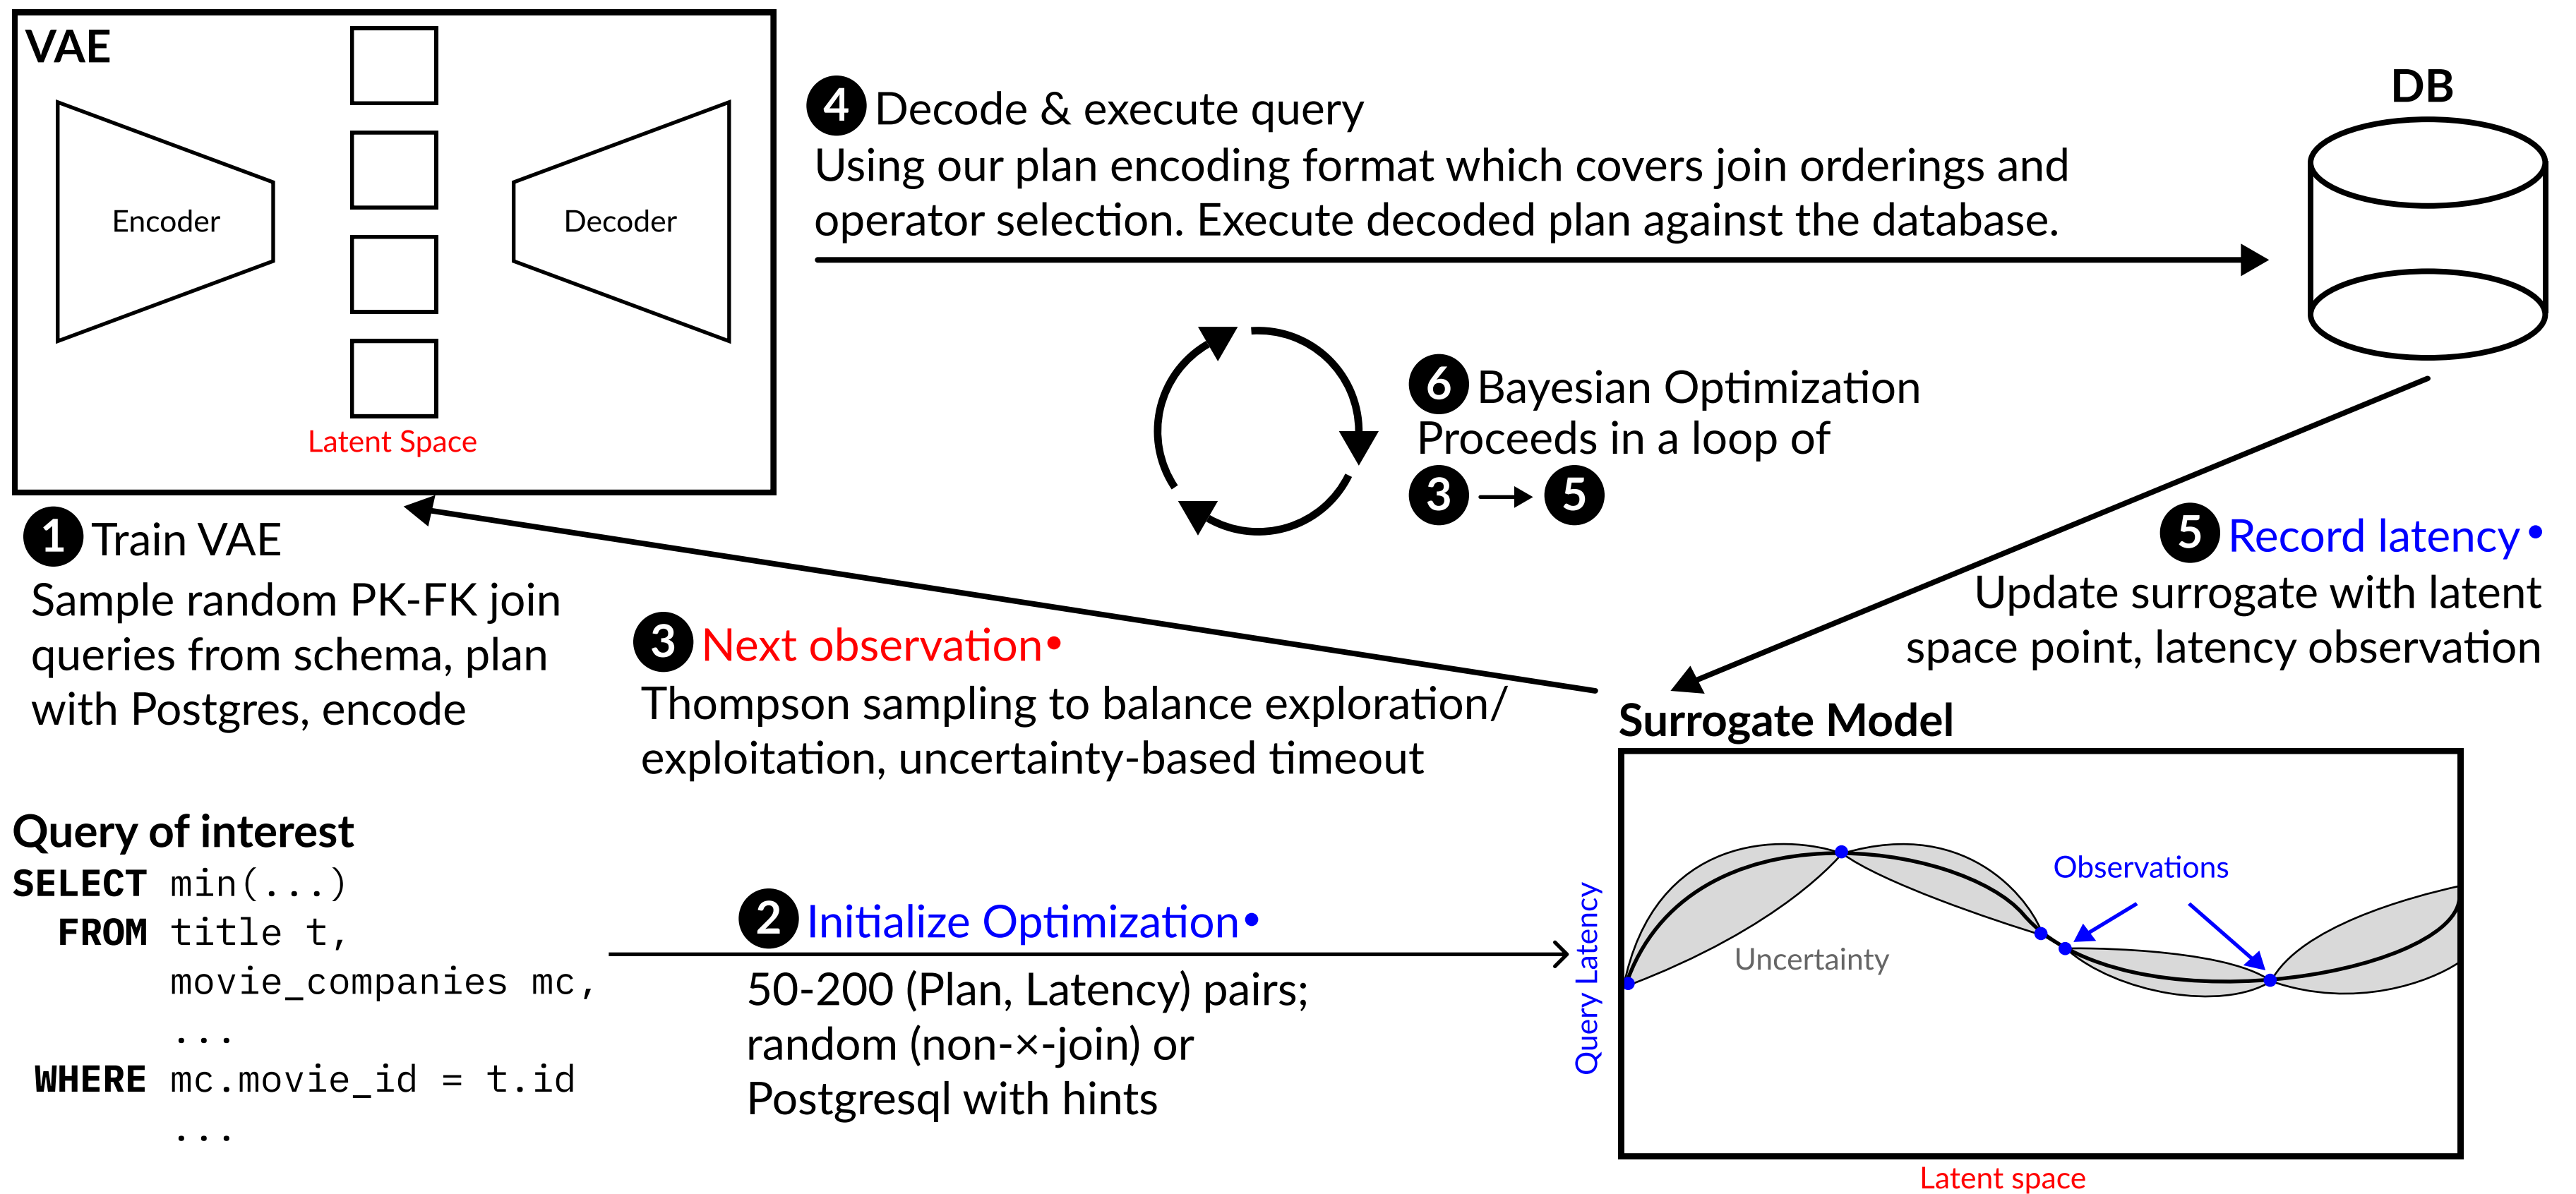 VAE
Encoder
Decoder
Latent Space
1 Train VAE
Sample random PK-FK join
queries from schema, plan
with Postgres, encode
4 Decode & execute query
Using our plan encoding format which covers join orderings and
operator selection. Execute decoded plan against the database.
DB
6 Bayesian Optimization
Proceeds in a loop of
3 → 5
5 Record latency•
Update surrogate with latent
space point, latency observation
3 Next observation•
Thompson sampling to balance exploration/
exploitation, uncertainty-based timeout
Query of interest
SELECT min(...)
FROM title t,
movie_companies mc,
...
WHERE mc.movie_id = t.id
...
2 Initialize Optimization•
50-200 (Plan, Latency) pairs;
random (non-×-join) or
Postgresql with hints
Surrogate Model
Query Latency
Uncertainty
Observations
Latent space